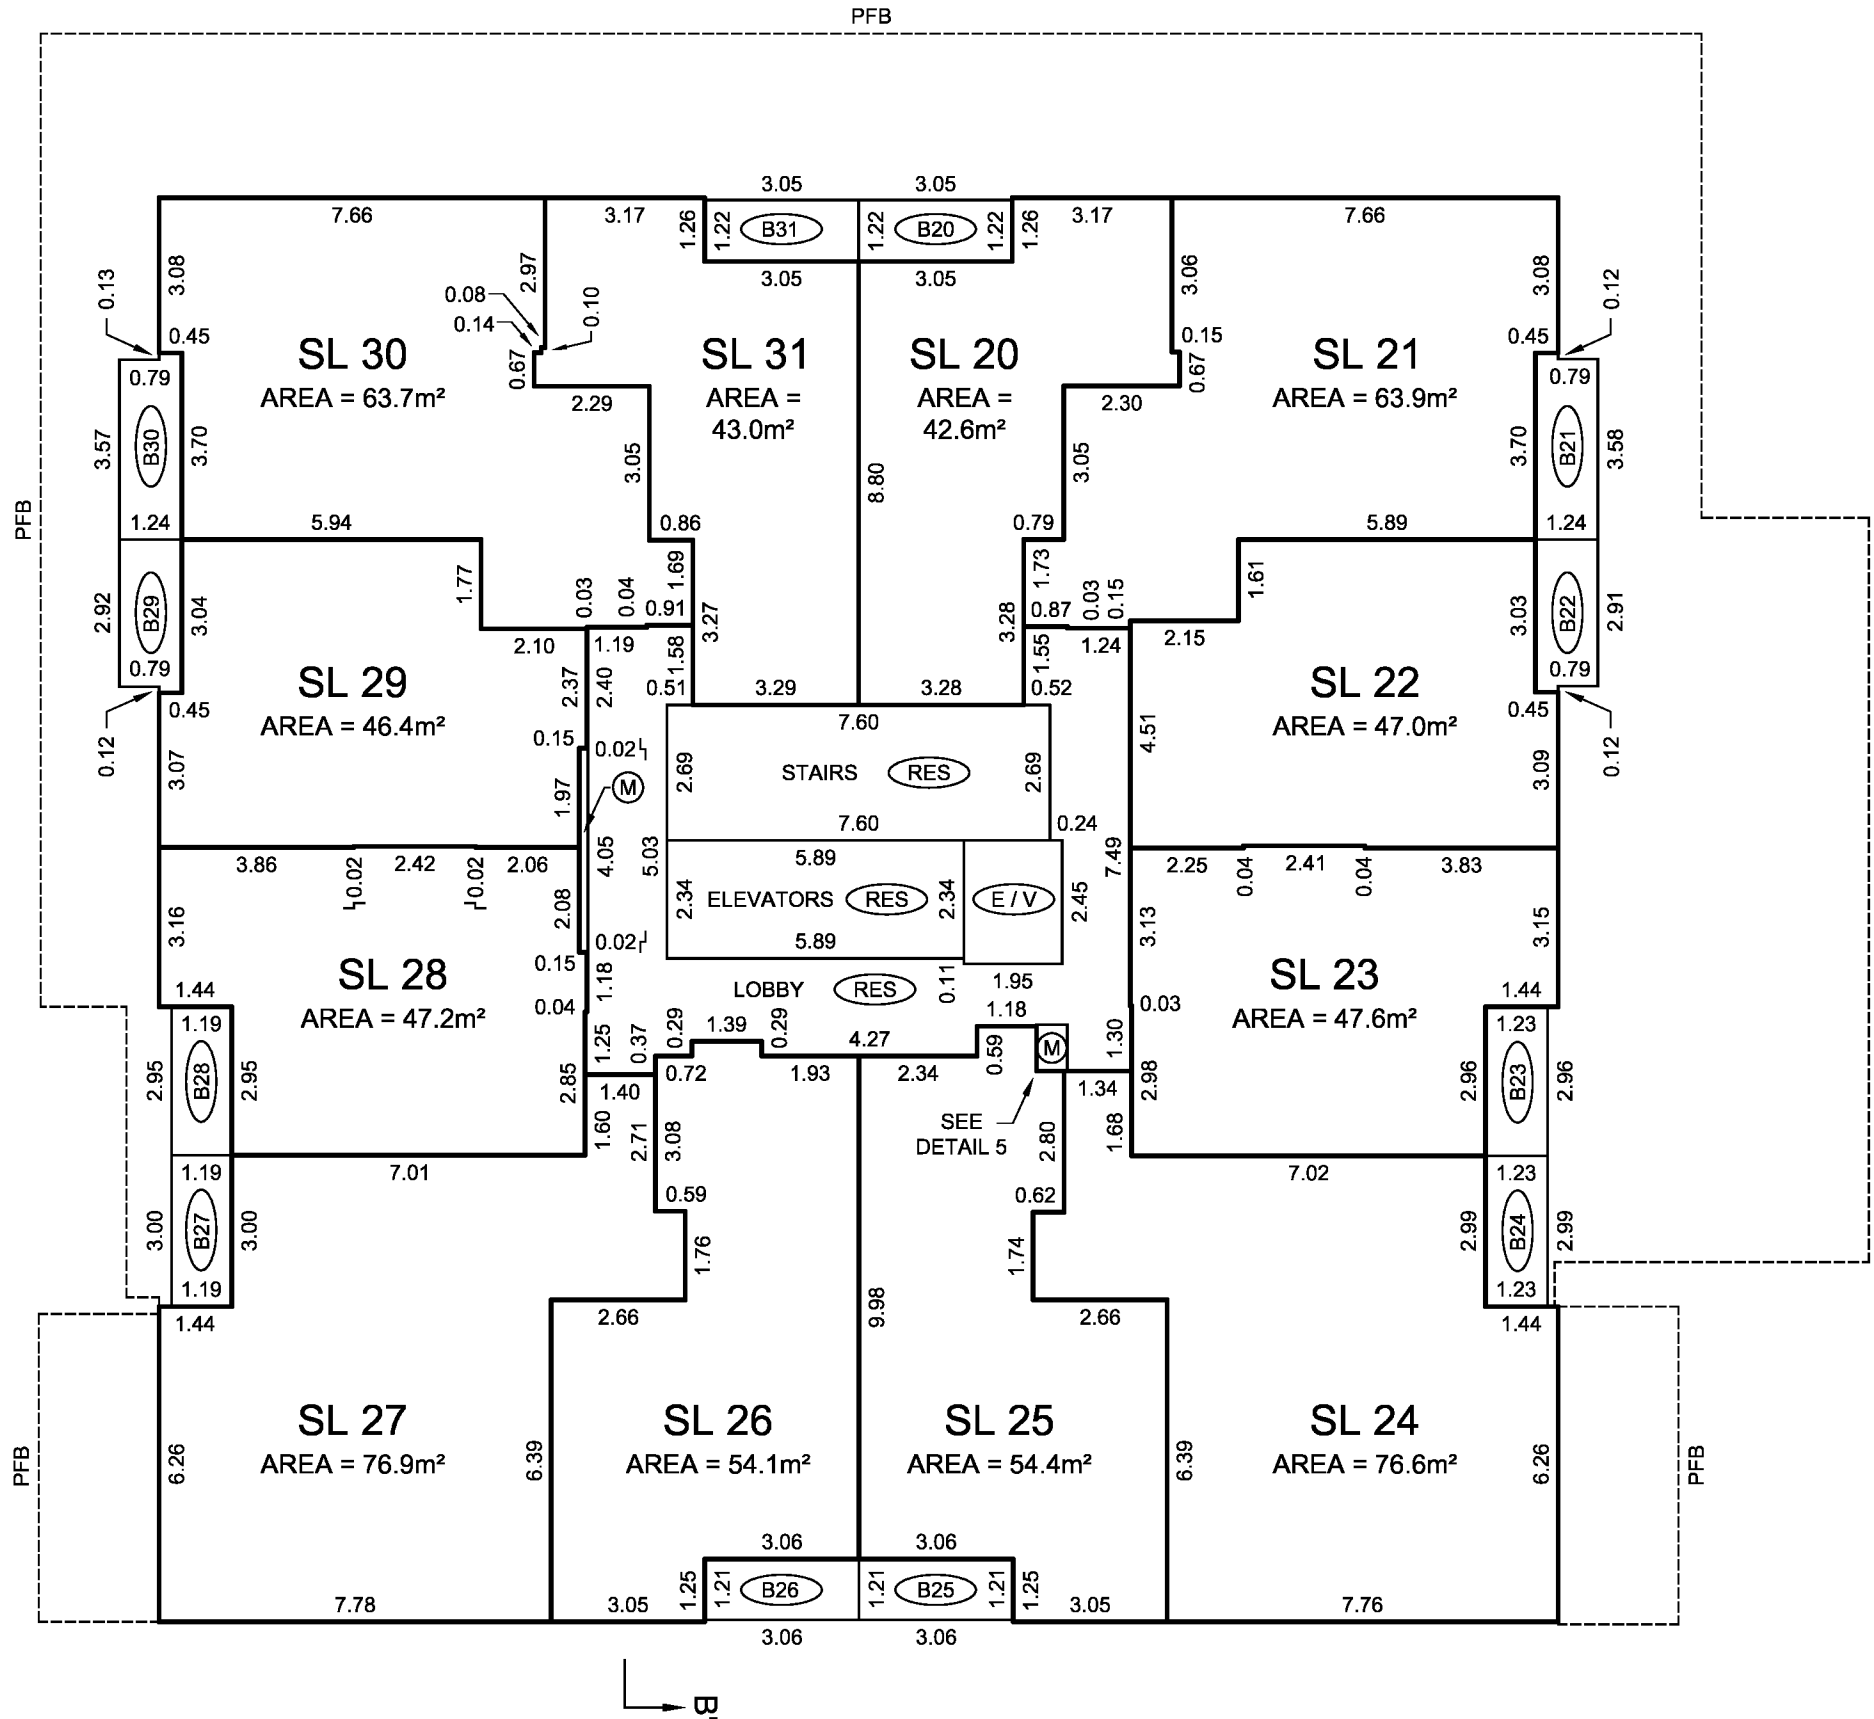 PFB
3.05 3.05
7.66 3.17 1.26 1.22 B31 1.22 B20 1.22 1.26 3.17 7.66
3.08 2.97 3.05 3.05 3.06 3.08
0.13 0.08 0.10 0.12
0.45 0.14 0.15 0.45
SL 30 SL 31 SL 20 SL 21
0.79 0.67 0.67 0.79
AREA = 63.7m² AREA = AREA = AREA = 63.9m²
2.29 2.30
43.0m² 42.6m²
3.57 B30 3.70 3.05 8.80 3.05 3.70 B21 3.58
PFB
1.24 5.94 0.86 0.79 5.89 1.24
1.77 1.69 1.73 1.61
2.92 B29 3.04 0.03 0.04 0.91 3.27 3.28 0.87 0.03 0.15 3.03 B22 2.91
2.10 1.19 1.58 1.55 1.24 2.15
0.79 0.79
SL 29 2.37 2.40 0.51 3.29 3.28 0.52 SL 22
0.45 0.45
AREA = 46.4m² 7.60 AREA = 47.0m²
0.12 3.07 0.15 0.02 4.51 3.09 0.12
2.69 STAIRS RES 2.69
1.97 M
7.60 0.24
3.86 0.02 2.42 0.02 2.06 4.05 5.03 5.89 7.49 2.25 0.04 2.41 0.04 3.83
2.08 2.34 ELEVATORS RES 2.34 E / V 2.45
3.16 0.02 5.89 3.13 3.15
0.15
SL 28 1.18 0.11 1.95 SL 23
1.44 LOBBY RES 1.44
0.04 1.18 0.03
1.19 AREA = 47.2m² 0.29 1.39 0.29 AREA = 47.6m² 1.23
1.25 0.37 4.27 0.59 M 1.30
2.95 B28 2.95 2.85 0.72 1.93 2.34 2.98 2.96 B23 2.96
1.40 1.34
1.60 2.71 3.08 SEE 2.80 1.68
DETAIL 5
1.19 7.01 7.02 1.23
0.59 0.62
3.00 B27 3.00 1.76 1.74 2.99 B24 2.99
1.19 1.23
1.44 2.66 9.98 2.66 1.44
SL 27 SL 26 SL 25 SL 24
PFB 6.26 AREA = 76.9m² 6.39 AREA = 54.1m² AREA = 54.4m² 6.39 AREA = 76.6m² 6.26 PFB
3.06 3.06
7.78 3.05 1.25 1.21 B26 1.21 B25 1.21 1.25 3.05 7.76
3.06 3.06
B'